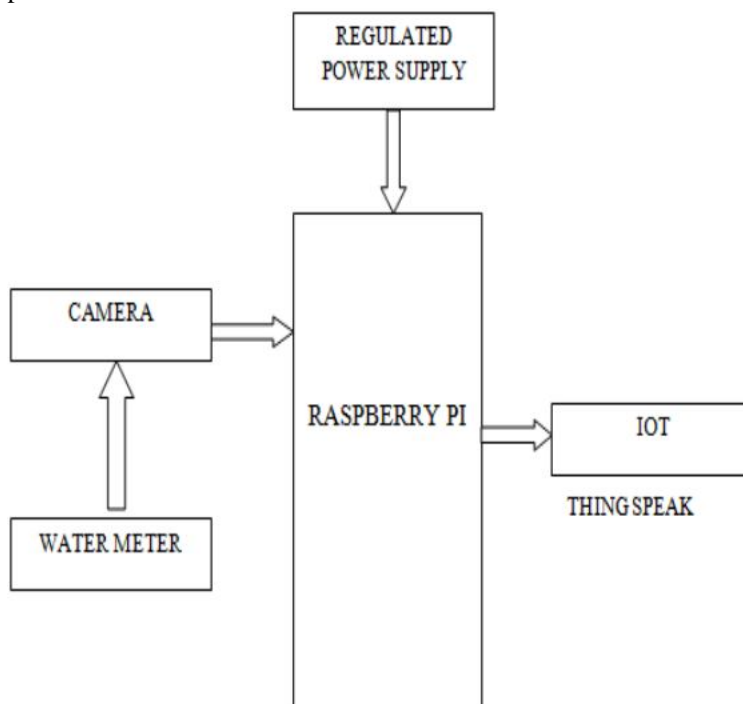 REGULATED
POWER SUPPLY
CAMERA
RASPBERRY PI
IOT
THING SPEAK
WATER METER